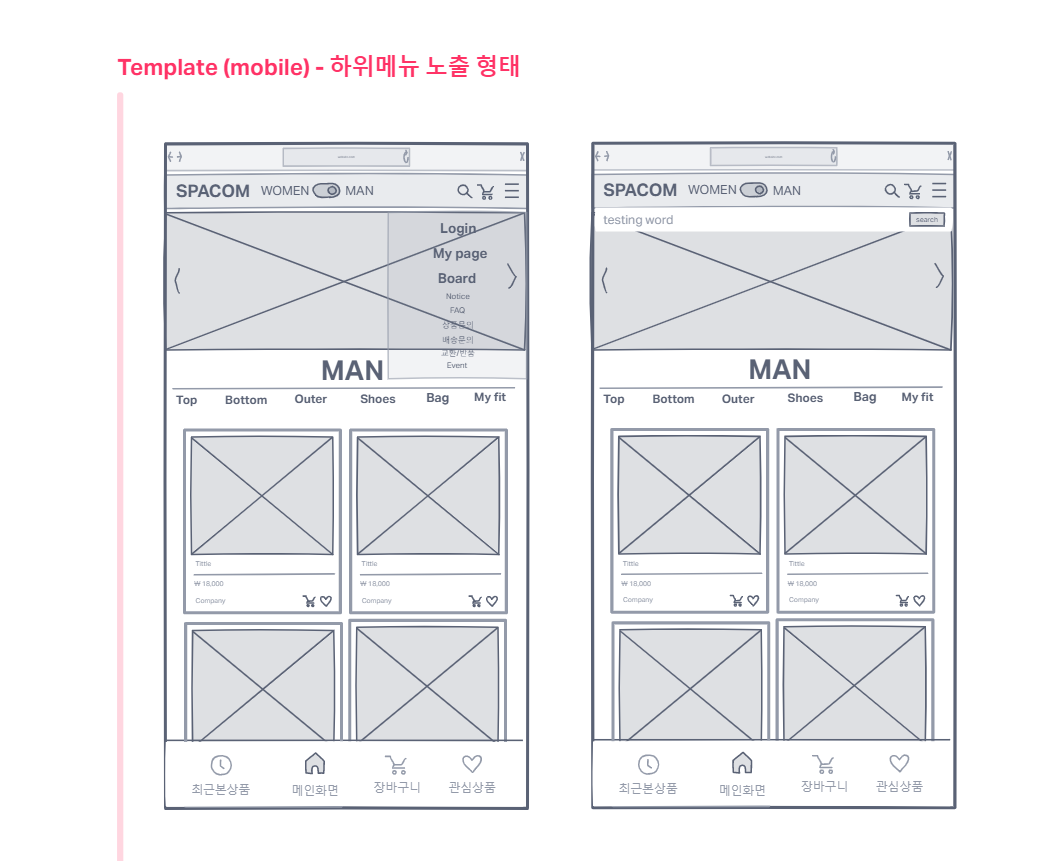 Template (mobile) - 하위메뉴 노출 형태
SPACOM WOMEN MAN
Login
My page
Board
Notice
FAQ
상품문의
배송문의
교환/반품
Event
MAN
Top Bottom Outer Shoes Bag My fit
Tittle Tittle
₩ 18,000 ₩ 18,000
Company Company
최근본상품 메인화면 장바구니 관심상품
SPACOM WOMEN MAN
testing word search
MAN
Top Bottom Outer Shoes Bag My fit
Tittle Tittle
₩ 18,000 ₩ 18,000
Company Company
최근본상품 메인화면 장바구니 관심상품